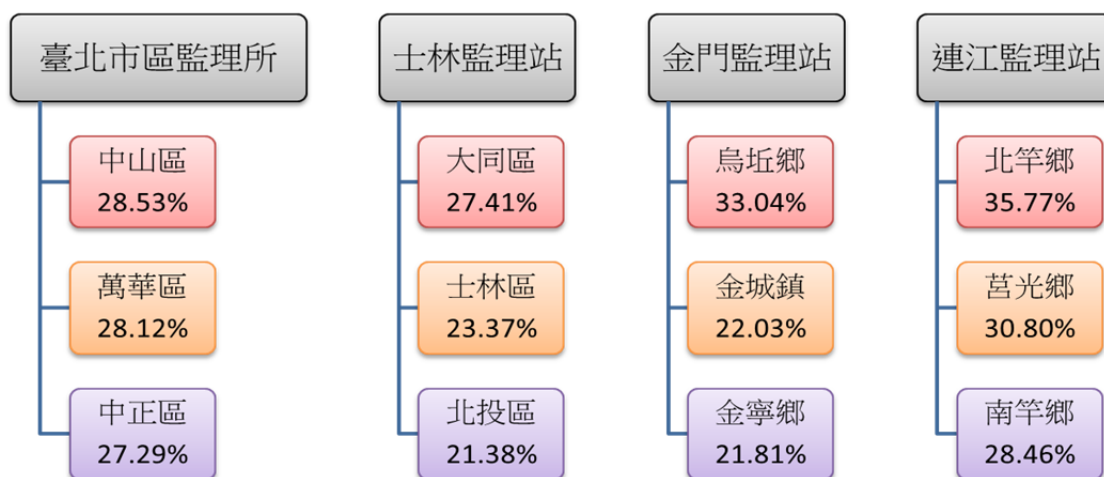 臺北市區監理所
中山區
28.53%
萬華區
28.12%
中正區
27.29%
士林監理站
大同區
27.41%
士林區
23.37%
北投區
21.38%
金門監理站
烏坵鄉
33.04%
金城鎮
22.03%
金寧鄉
21.81%
連江監理站
北竿鄉
35.77%
莒光鄉
30.80%
南竿鄉
28.46%